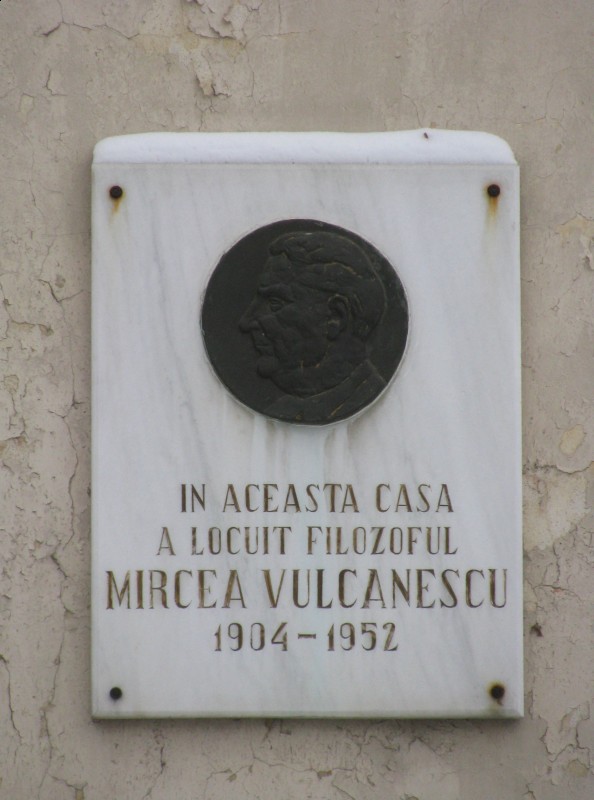 IN ACEASTA CASA
A LOCUIT FILOZOFUL
MIRCEA VULCANESCU
1904-1952